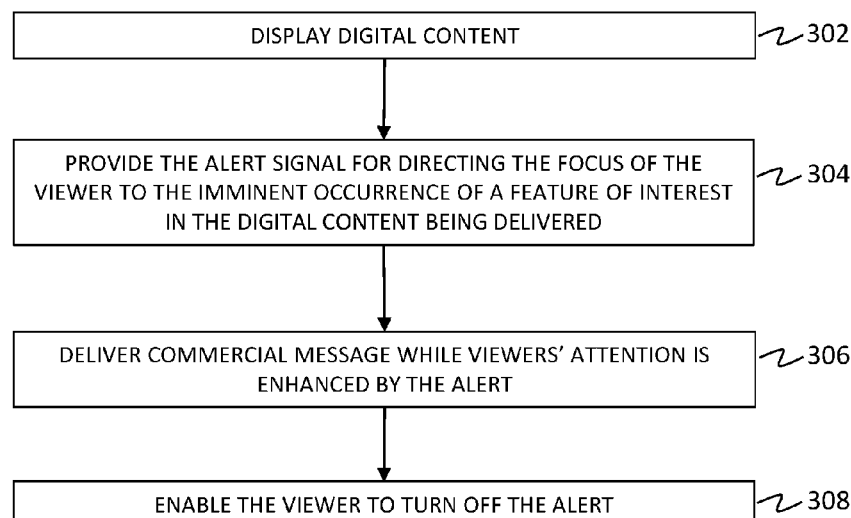 DISPLAY DIGITAL CONTENT
302
PROVIDE THE ALERT SIGNAL FOR DIRECTING THE FOCUS OF THE
VIEWER TO THE IMMINENT OCCURRENCE OF A FEATURE OF INTEREST
IN THE DIGITAL CONTENT BEING DELIVERED
304
DELIVER COMMERCIAL MESSAGE WHILE VIEWERS' ATTENTION IS
ENHANCED BY THE ALERT
306
ENABLE THE VIEWER TO TURN OFF THE ALERT
308